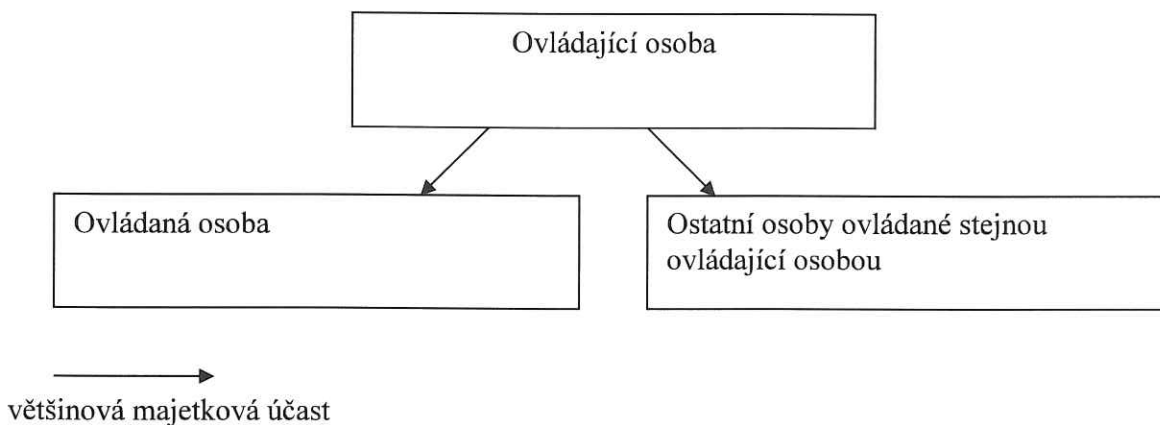 Ovládající osoba
Ovládaná osoba
Ostatní osoby ovládané stejnou
ovládající osobou
většinová majetková účast